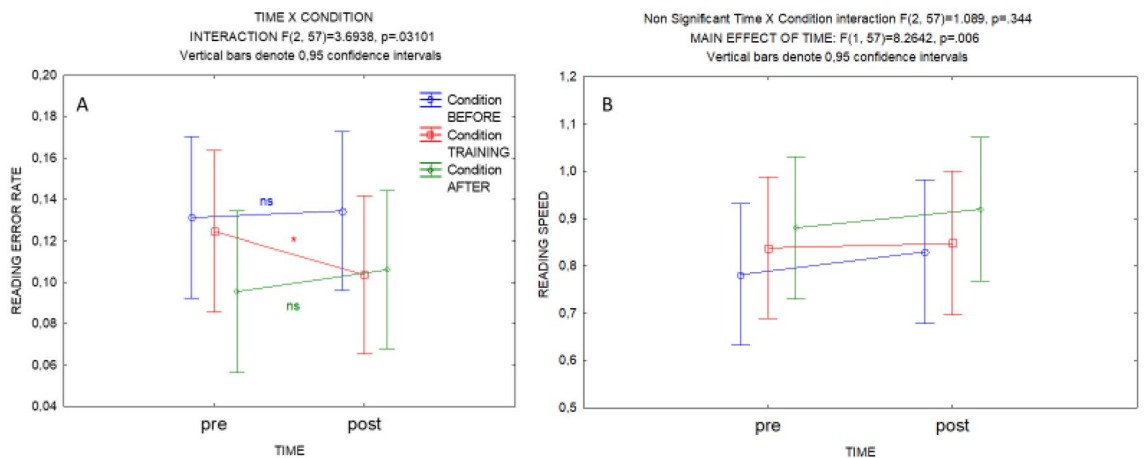 TIME X CONDITION
INTERACTION F(2, 57)=3.6938, p=.03101
Vertical bars denote 0,95 confidence intervals
A
0,20
0,18
0,16
0,14
0,12
0,10
0,08
0,06
0,04
READING ERROR RATE
Condition
BEFORE
Condition
TRAINING
Condition
AFTER
ns
*
ns
pre
post
TIME
Non Significant Time X Condition interaction F(2, 57)=1.089, p=.344
MAIN EFFECT OF TIME: F(1, 57)=8.2642, p=.006
Vertical bars denote 0,95 confidence intervals
B
1,2
1,1
1,0
0,9
0,8
0,7
0,6
0,5
READING SPEED
pre
post
TIME